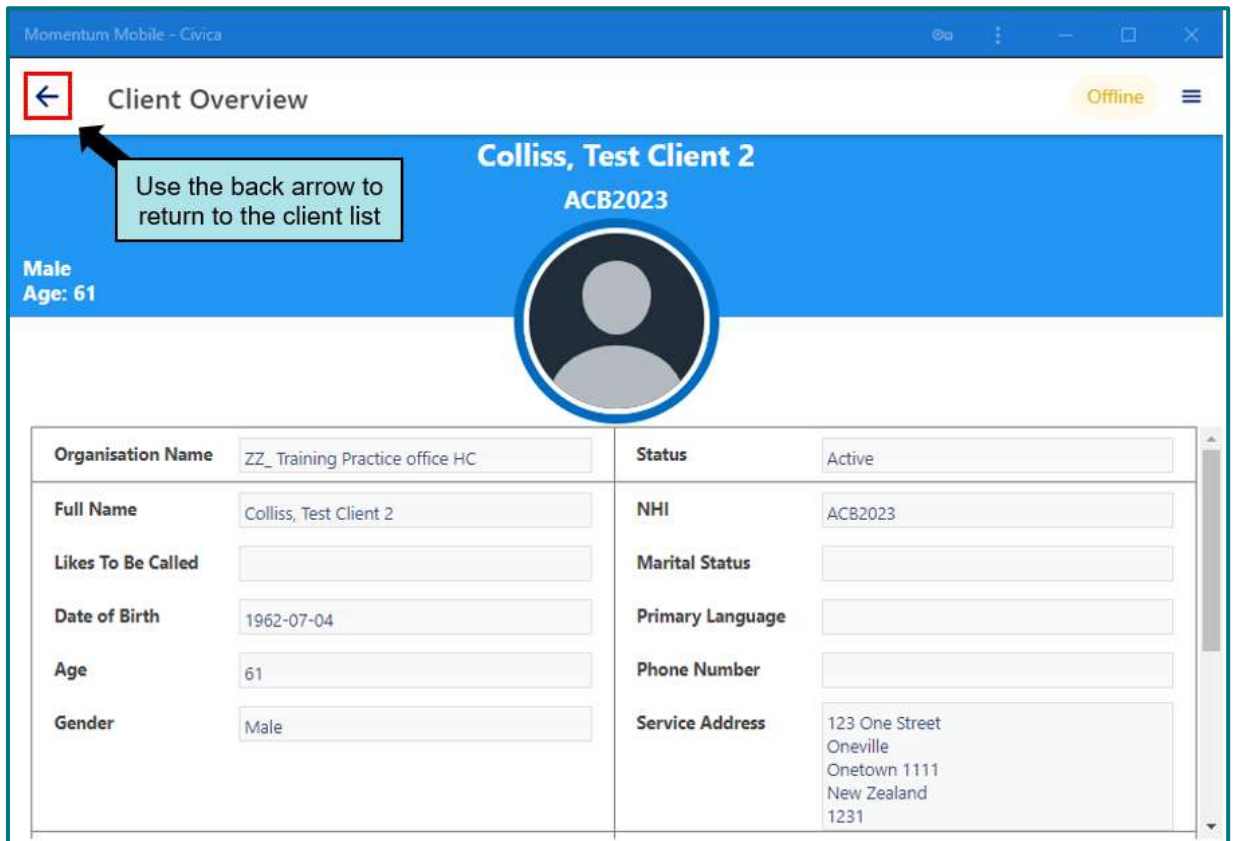 Momentum Mobile - Civica
Client Overview
Offline
Use the back arrow to
return to the client list
Colliss, Test Client 2
ACB2023
Male
Age: 61
Organisation Name ZZ_ Training Practice office HC Status Active
Full Name Colliss, Test Client 2 NHI ACB2023
Likes To Be Called Marital Status
Date of Birth 1962-07-04 Primary Language
Age 61 Phone Number
Gender Male Service Address 123 One Street
Oneville
Onetown 1111
New Zealand
1231